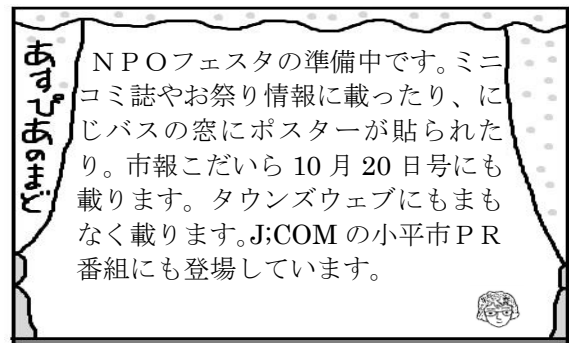 あすぴあのまど
ＮＰＯフェスタの準備中です。ミニ
コミ誌やお祭り情報に載ったり、に
じバスの窓にポスターが貼られた
り。市報こだいら 10 月 20 日号にも
載ります。タウンズウェブにもまも
なく載ります。J;COM の小平市ＰＲ
番組にも登場しています。